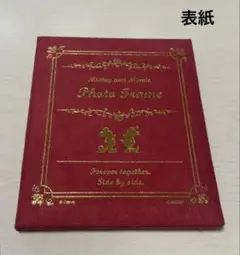 表紙
Mickey and Minnie
Photo Frame
Forever together.
Side by side.